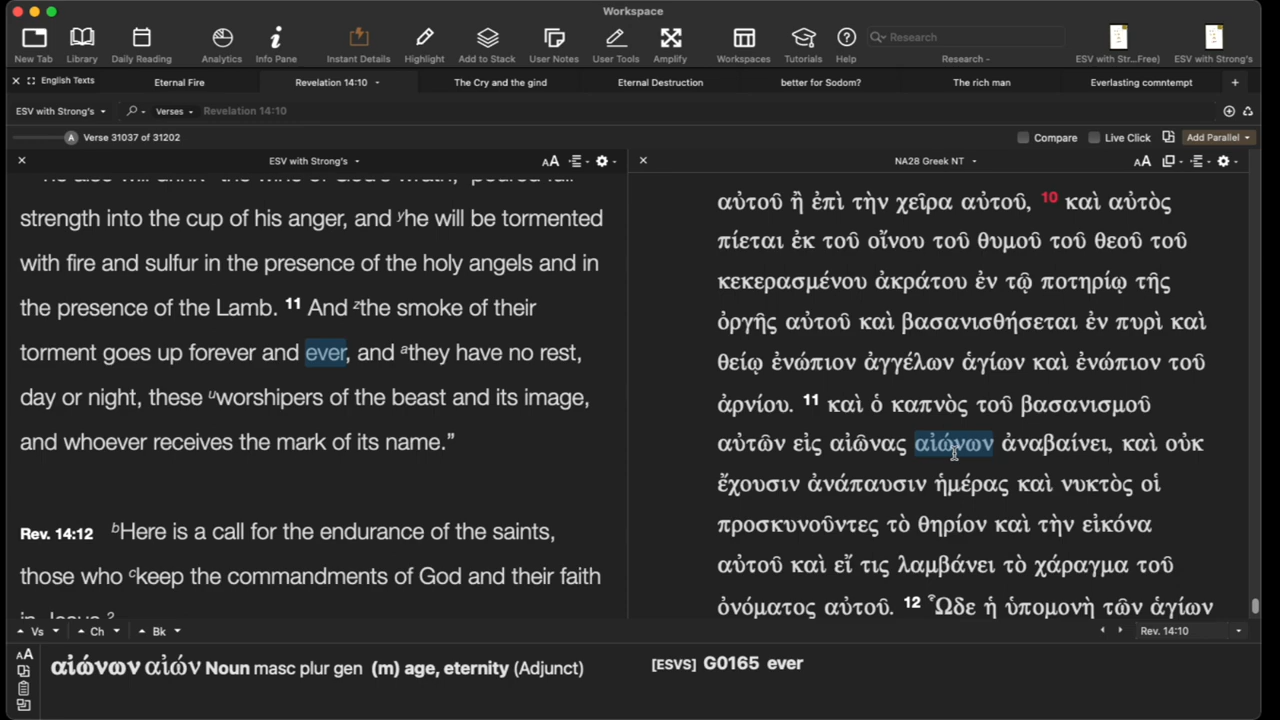 Workspace
New Tab Library Daily Reading Analytics Info Pane Instant Details Highlight Add to Stack User Notes User Tools Amplify Workspaces Tutorials Help Research Research - ESV with Str...Free) ESV with Strong's
English Texts Eternal Fire Revelation 14:10 The Cry and the gind Eternal Destruction better for Sodom? The rich man Everlasting comntempt
ESV with Strong's Verses Revelation 14:10
A Verse 31037 of 31202 Compare Live Click Add Parallel
ESV with Strong's
strength into the cup of his anger, and yhe will be tormented
with fire and sulfur in the presence of the holy angels and in
the presence of the Lamb. 11 And zthe smoke of their
torment goes up forever and ever, and athey have no rest,
day or night, these uworshipers of the beast and its image,
and whoever receives the mark of its name.”
Rev. 14:12 bHere is a call for the endurance of the saints,
those who ckeep the commandments of God and their faith
in Jesus.2
NA28 Greek NT
αὐτοῦ ἢ ἐπὶ τὴν χεῖρα αὐτοῦ, 10 καὶ αὐτὸς
πίεται ἐκ τοῦ οἴνου τοῦ θυμοῦ τοῦ θεοῦ τοῦ
κεκερασμένου ἀκράτου ἐν τῷ ποτηρίῳ τῆς
ὀργῆς αὐτοῦ καὶ βασανισθήσεται ἐν πυρὶ καὶ
θείῳ ἐνώπιον ἀγγέλων ἁγίων καὶ ἐνώπιον τοῦ
ἀρνίου. 11 καὶ ὁ καπνὸς τοῦ βασανισμοῦ
αὐτῶν εἰς αἰῶνας αἰώνων ἀναβαίνει, καὶ οὐκ
ἔχουσιν ἀνάπαυσιν ἡμέρας καὶ νυκτὸς οἱ
προσκυνοῦντες τὸ θηρίον καὶ τὴν εἰκόνα
αὐτοῦ καὶ εἴ τις λαμβάνει τὸ χάραγμα τοῦ
ὀνόματος αὐτοῦ. 12 Ὧδε ἡ ὑπομονὴ τῶν ἁγίων
Vs Ch Bk Rev. 14:10
αἰώνων αἰών Noun masc plur gen (m) age, eternity (Adjunct)
[ESVS] G0165 ever